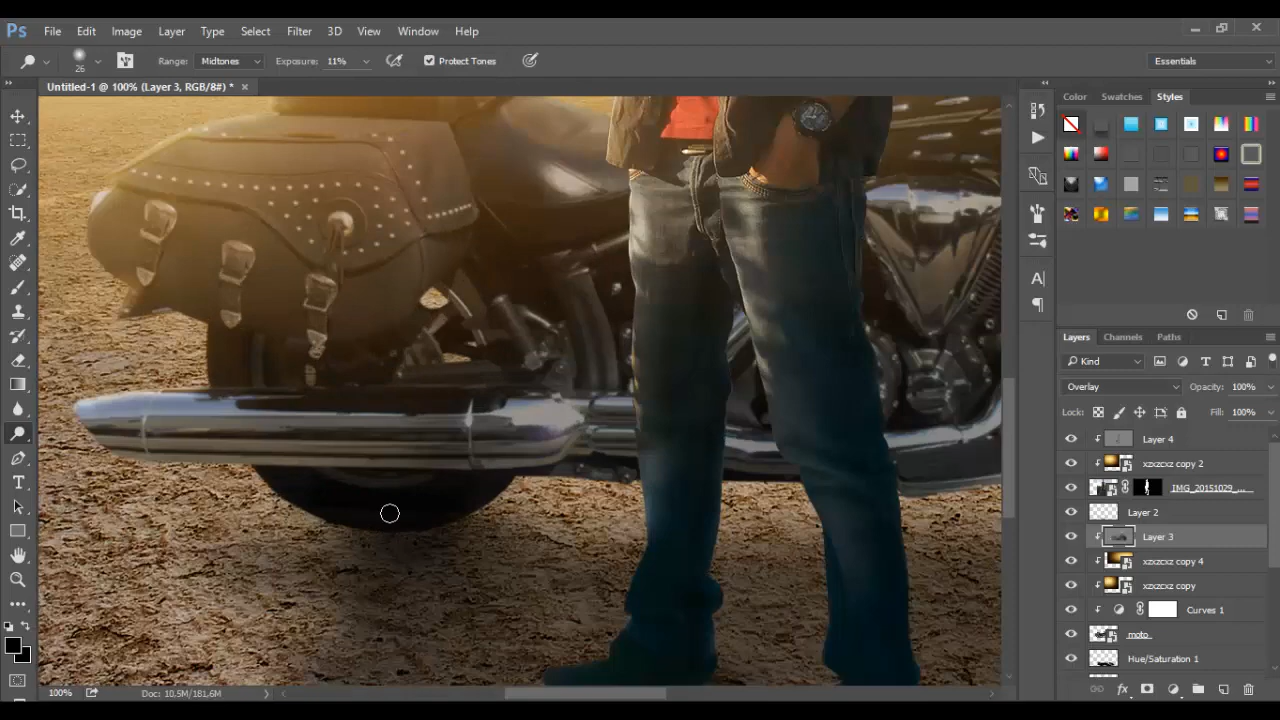 Ps File Edit Image Layer Type Select Filter 3D View Window Help
26 Range: Midtones Exposure: 11% Protect Tones Essentials
Untitled-1 @ 100% (Layer 3, RGB/8#) * ×
Color Swatches Styles
Layers Channels Paths
Kind
Overlay Opacity: 100%
Lock: Fill: 100%
Layer 4
xzxzcxz copy 2
IMG_20151029_...
Layer 2
Layer 3
xzxzcxz copy 4
xzxzcxz copy
Curves 1
moto
Hue/Saturation 1
100% Doc: 10,5M/181,6M